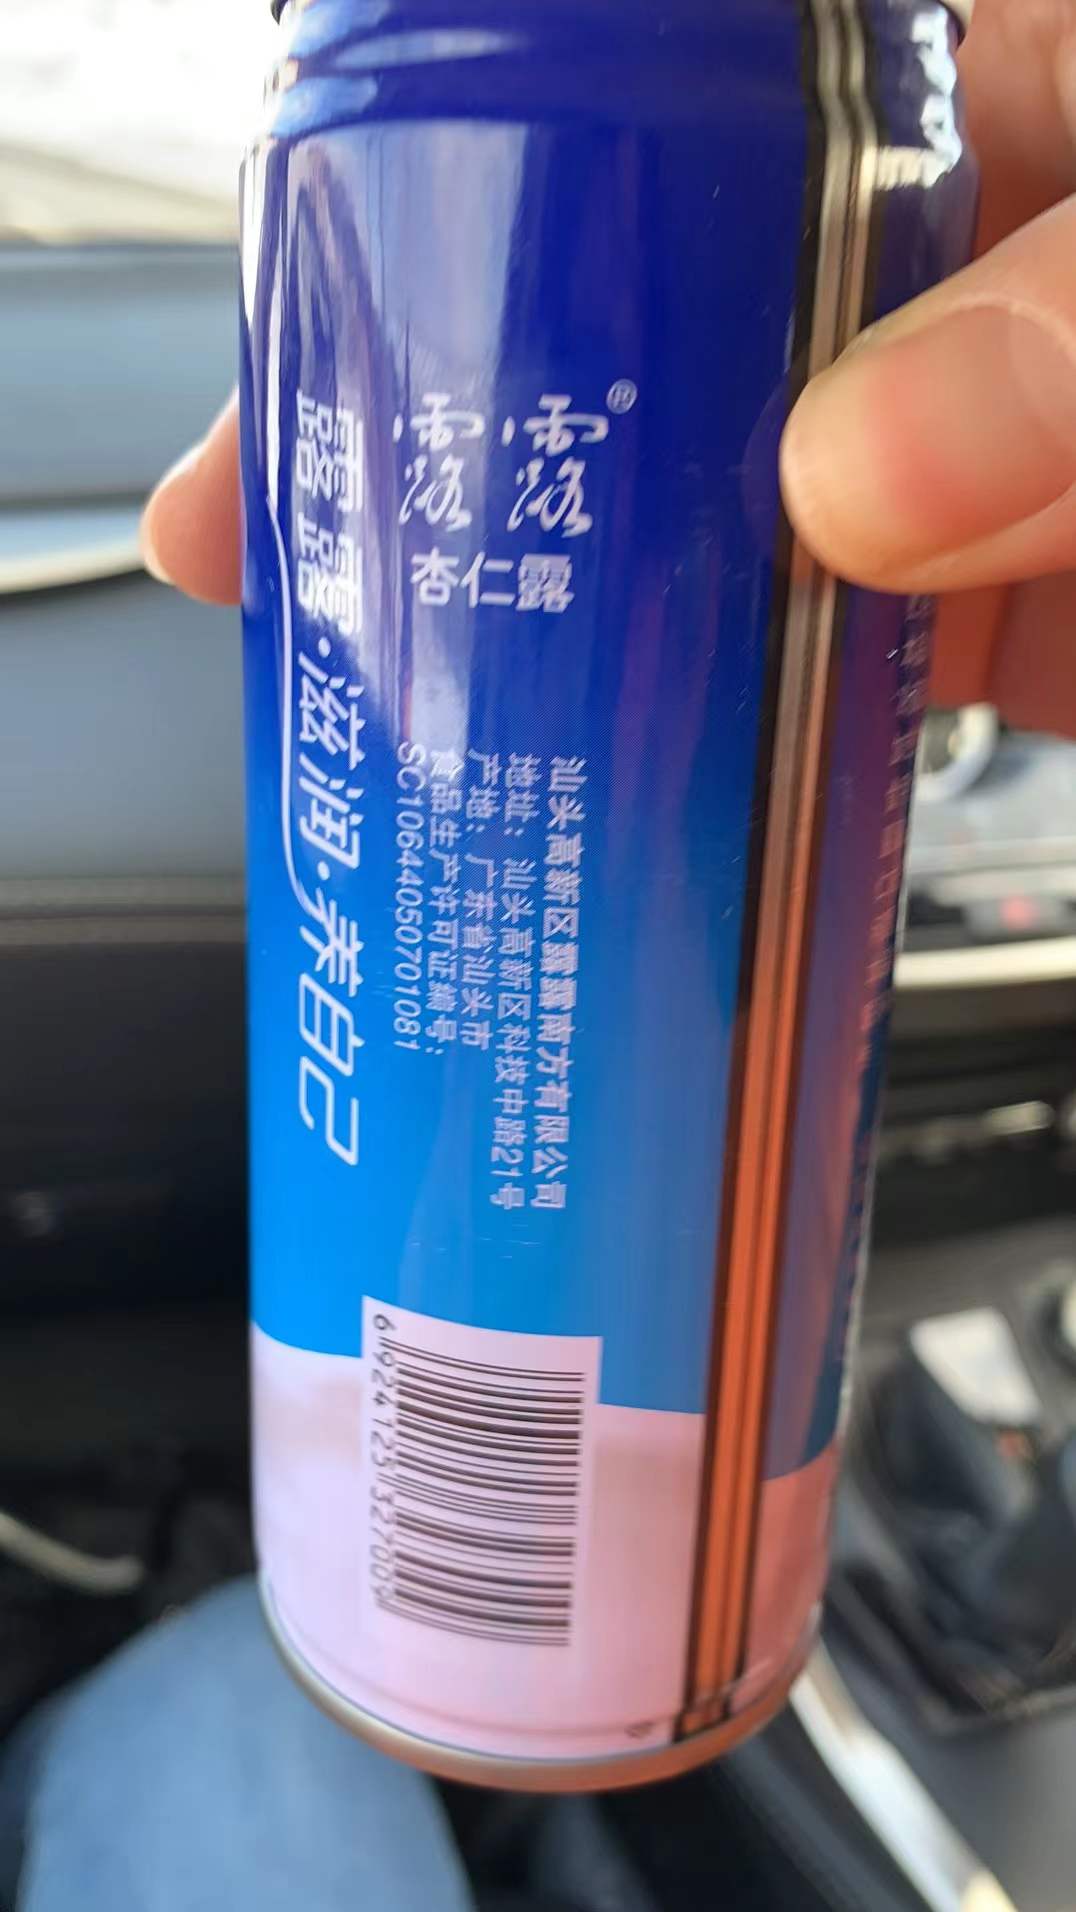 露露®
杏仁露
露露·滋润·养自己
汕头高新区露露南方有限公司
地址：汕头高新区科技中路21号
产地：广东省汕头市
食品生产许可证编号：
SC10644050701081
6 924125 327009